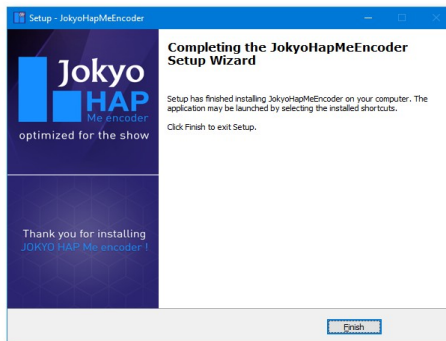 Setup - JokyoHapMeEncoder
Jokyo
HAP
Me encoder
optimized for the show
Thank you for installing
JOKYO HAP Me encoder !
Completing the JokyoHapMeEncoder
Setup Wizard
Setup has finished installing JokyoHapMeEncoder on your computer. The
application may be launched by selecting the installed shortcuts.
Click Finish to exit Setup.
Finish